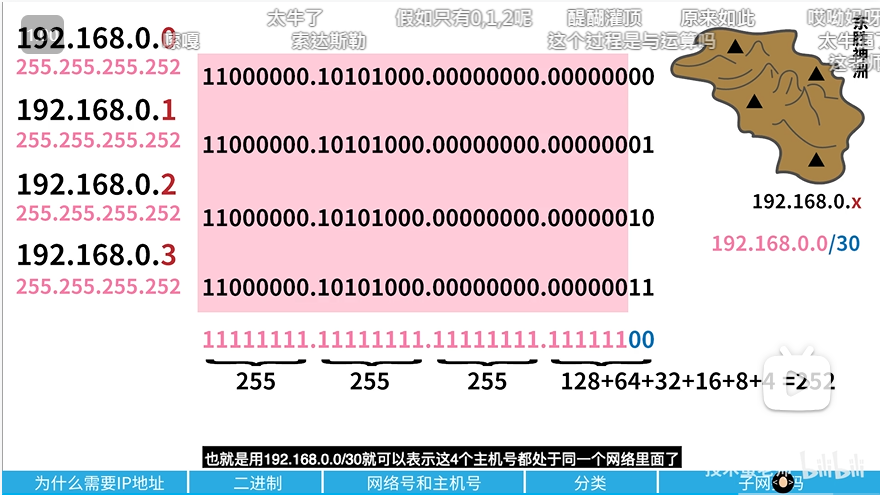 太牛了 假如只有0,1,2呢 醍醐灌顶 原来如此 哎哟
嘎嘎 索达斯勒 这个过程是与运算吗 太牛
192.168.0.0
255.255.255.252
11000000.10101000.00000000.00000000
192.168.0.1
255.255.255.252
11000000.10101000.00000000.00000001
192.168.0.2
255.255.255.252
11000000.10101000.00000000.00000010
192.168.0.3
255.255.255.252
11000000.10101000.00000000.00000011
东胜神洲
192.168.0.x
192.168.0.0/30
11111111.11111111.11111111.11111100
255 255 255 128+64+32+16+8+4 =252
也就是用192.168.0.0/30就可以表示这4个主机号都处于同一个网络里面了
bilibili
为什么需要IP地址 二进制 网络号和主机号 分类 子网